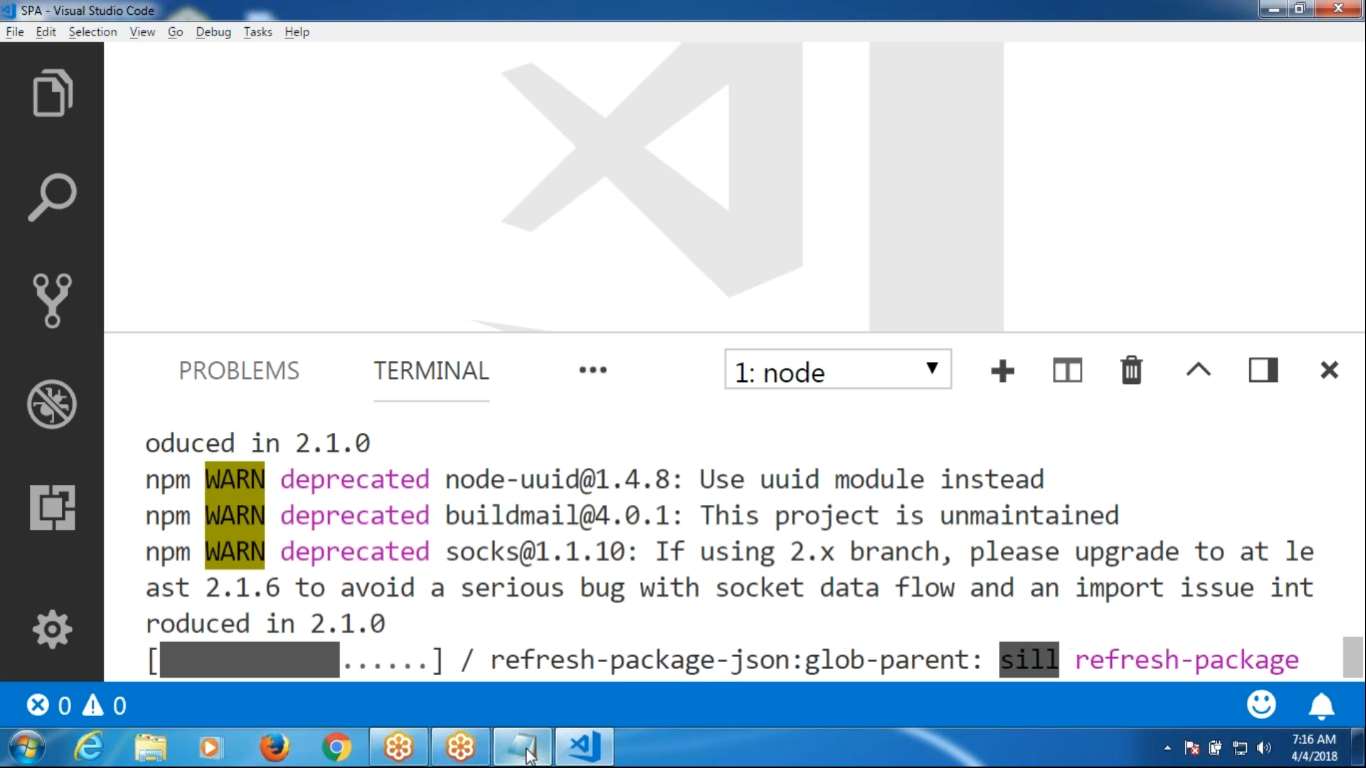 SPA - Visual Studio Code
File Edit Selection View Go Debug Tasks Help
PROBLEMS TERMINAL ••• 1: node
oduced in 2.1.0
npm WARN deprecated node-uuid@1.4.8: Use uuid module instead
npm WARN deprecated buildmail@4.0.1: This project is unmaintained
npm WARN deprecated socks@1.1.10: If using 2.x branch, please upgrade to at le
ast 2.1.6 to avoid a serious bug with socket data flow and an import issue int
roduced in 2.1.0
[ ......] / refresh-package-json:glob-parent: sill refresh-package
0 0
7:16 AM
4/4/2018